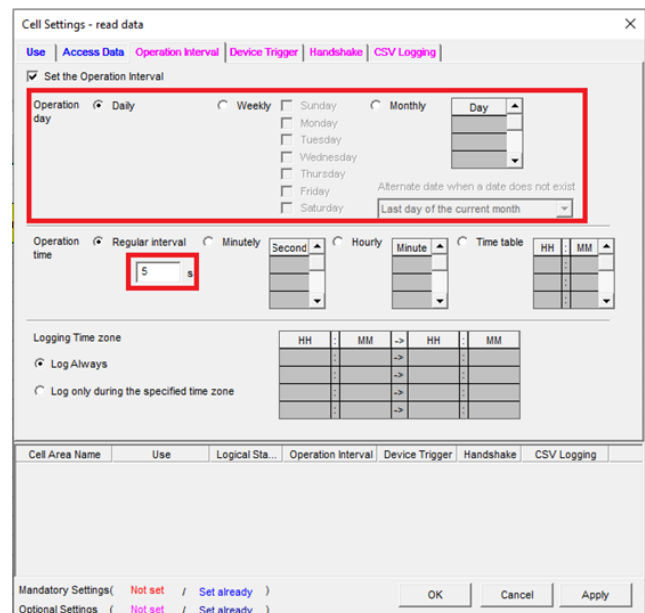 Cell Settings - read data
Use Access Data Operation Interval Device Trigger Handshake CSV Logging
Set the Operation Interval
Operation day Daily Weekly Sunday Monthly Day
Monday
Tuesday
Wednesday
Thursday
Friday Alternate date when a date does not exist
Saturday Last day of the current month
Operation time Regular interval Minutely Second Hourly Minute Time table HH : MM
5 s
Logging Time zone HH : MM -> HH : MM
Log Always : -> :
: -> :
Log only during the specified time zone : -> :
: -> :
Cell Area Name Use Logical Sta... Operation Interval Device Trigger Handshake CSV Logging
Mandatory Settings( Not set / Set already ) OK Cancel Apply
Optional Settings ( Not set / Set already )